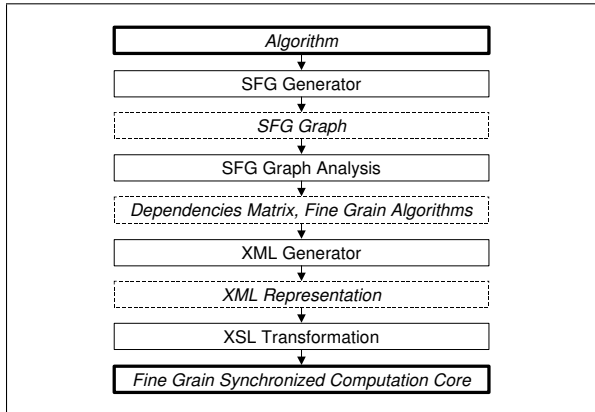 Algorithm
SFG Generator
SFG Graph
SFG Graph Analysis
Dependencies Matrix, Fine Grain Algorithms
XML Generator
XML Representation
XSL Transformation
Fine Grain Synchronized Computation Core